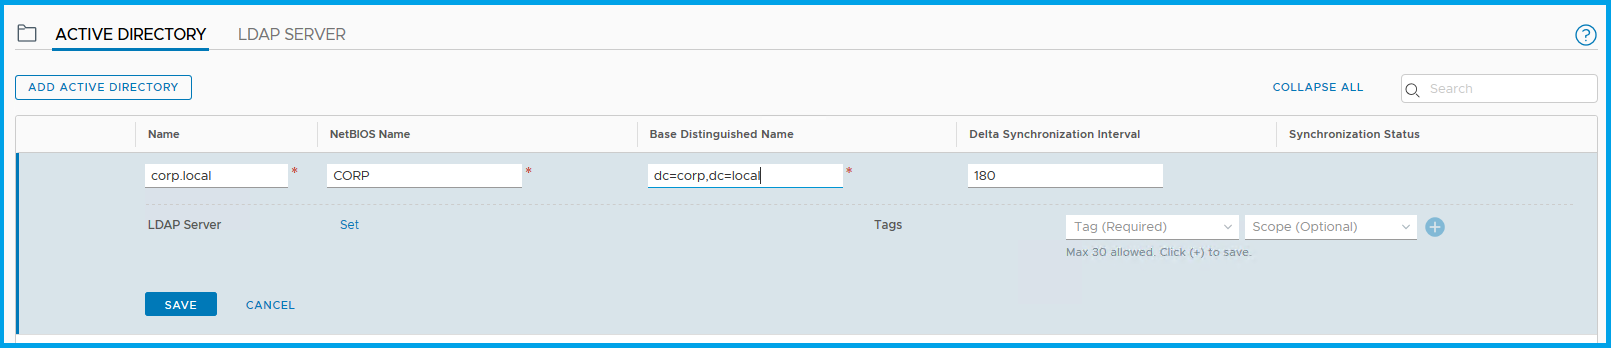 ACTIVE DIRECTORY LDAP SERVER ?
ADD ACTIVE DIRECTORY COLLAPSE ALL Search
Name NetBIOS Name Base Distinguished Name Delta Synchronization Interval Synchronization Status
corp.local * CORP * dc=corp,dc=local * 180
LDAP Server Set Tags Tag (Required) Scope (Optional)
Max 30 allowed. Click (+) to save.
SAVE CANCEL